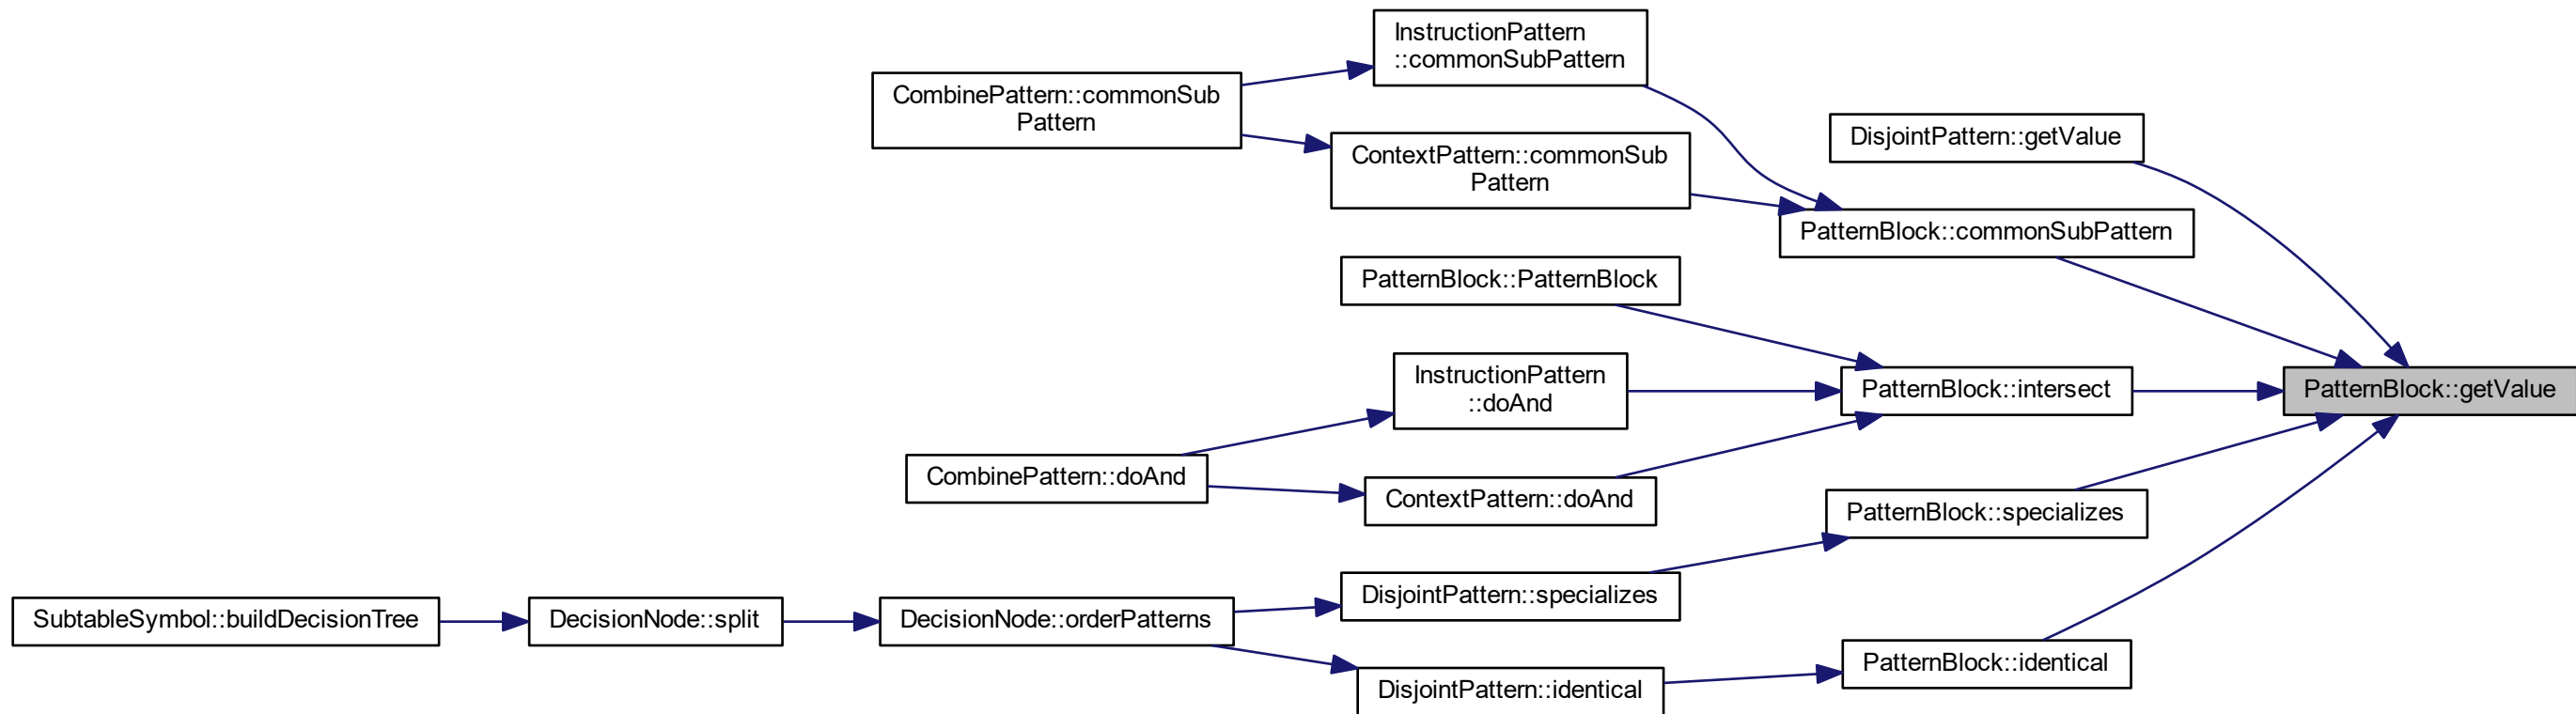 InstructionPattern
::commonSubPattern
CombinePattern::commonSub
Pattern
DisjointPattern::getValue
ContextPattern::commonSub
Pattern
PatternBlock::commonSubPattern
PatternBlock::PatternBlock
InstructionPattern
::doAnd
PatternBlock::intersect
PatternBlock::getValue
CombinePattern::doAnd
ContextPattern::doAnd
PatternBlock::specializes
SubtableSymbol::buildDecisionTree
DecisionNode::split
DecisionNode::orderPatterns
DisjointPattern::specializes
PatternBlock::identical
DisjointPattern::identical